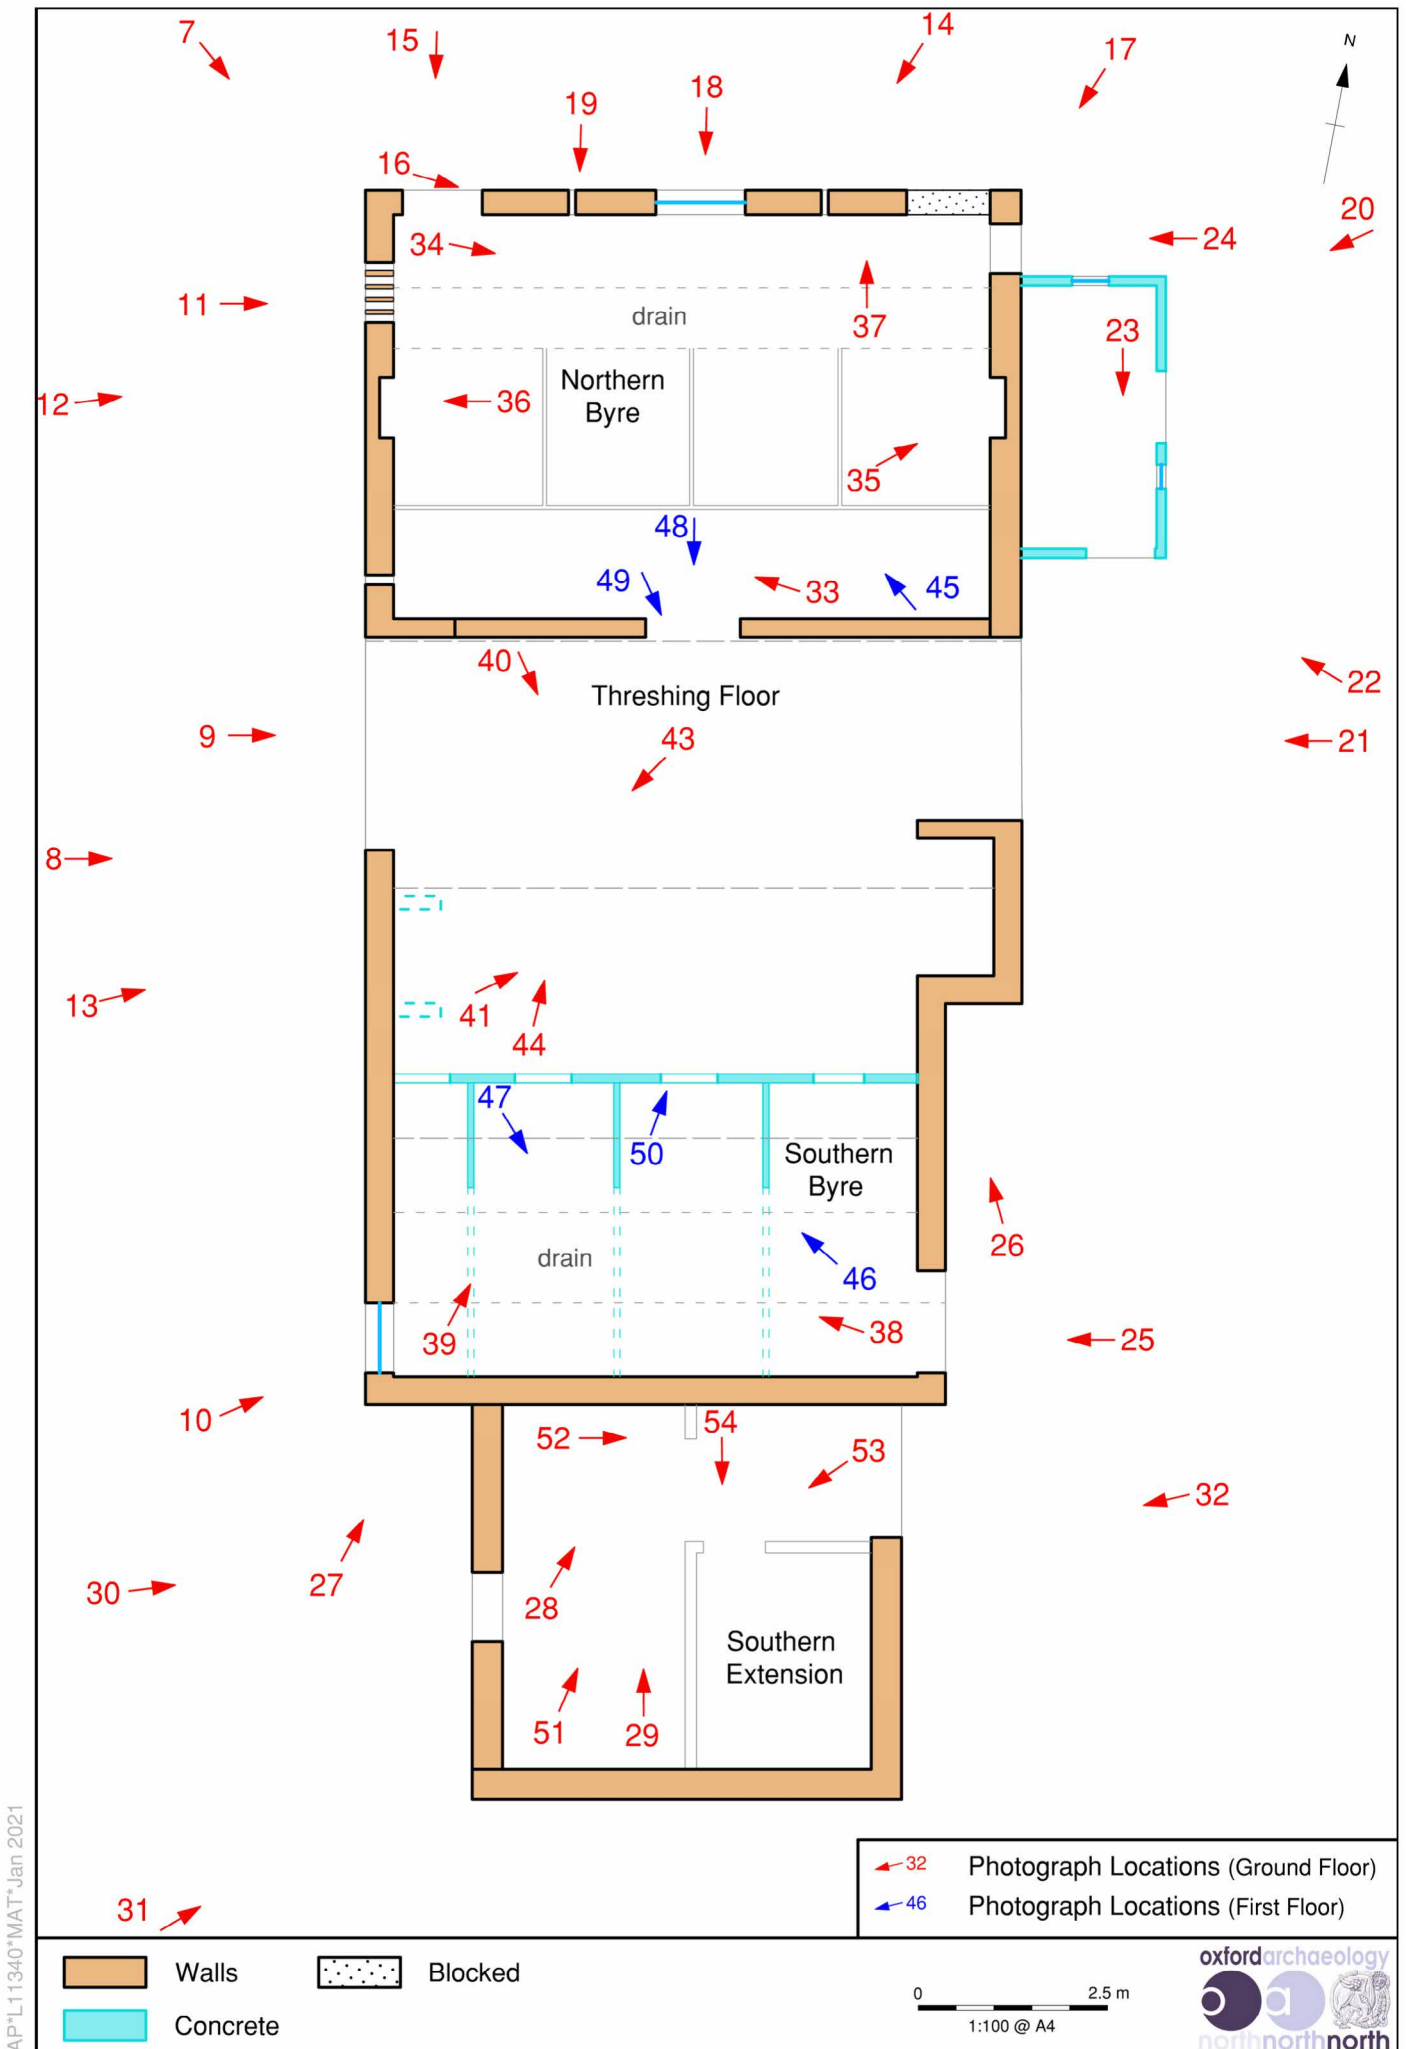 7
15
14
17
N
18
19
16
20
34
24
11
drain
37
23
12
36
Northern
Byre
35
48
49
33
45
40
Threshing Floor
22
9
43
21
8
13
41
44
47
50
Southern
Byre
26
drain
46
39
38
25
10
52
54
53
32
30
27
28
Southern
Extension
51
29
31
32 Photograph Locations (Ground Floor)
46 Photograph Locations (First Floor)
Walls
Blocked
Concrete
0 2.5 m
1:100 @ A4
oxfordarchaeology
oa
northnorthnorth
AP*L11340*MAT*Jan 2021